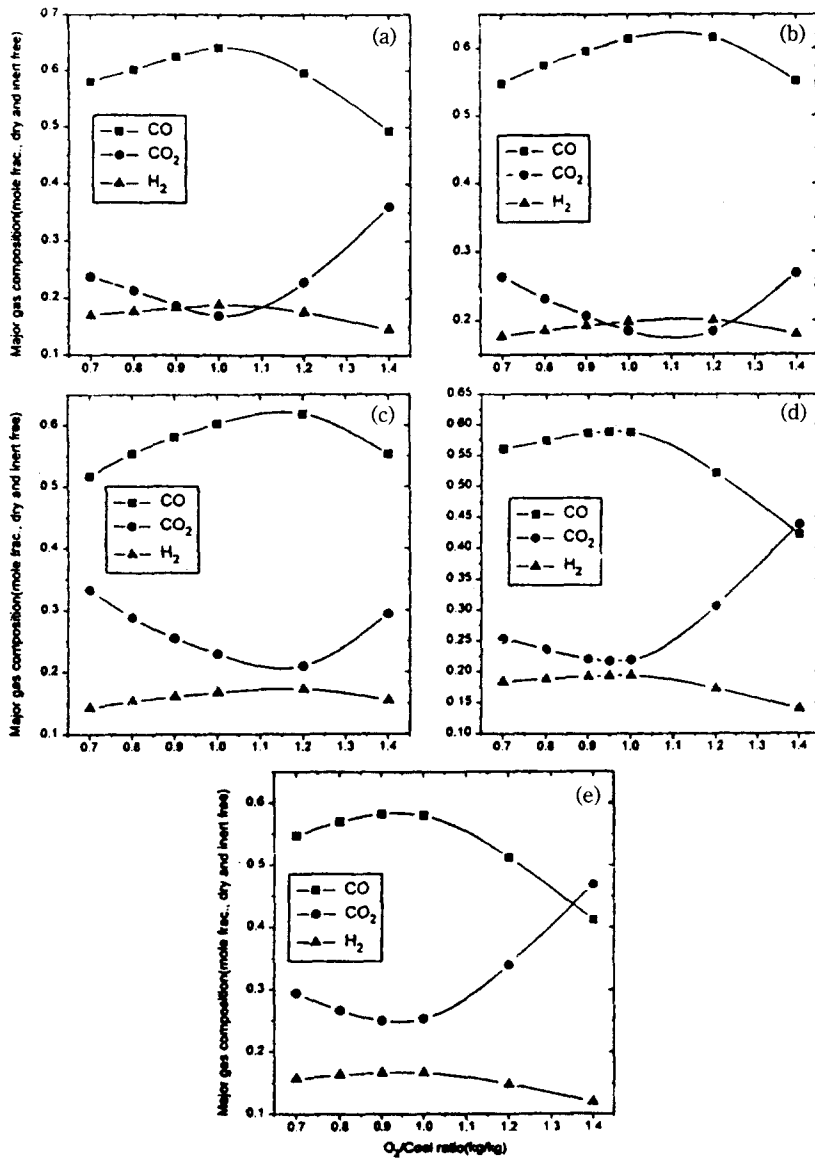 Major gas composition(mole frac., dry and inert free)
(a)
0.7
0.6
0.5
0.4
0.3
0.2
0.1
CO
CO2
H2
0.7 0.8 0.9 1.0 1.1 1.2 1.3 1.4
(b)
0.6
0.5
0.4
0.3
0.2
CO
CO2
H2
0.7 0.8 0.9 1.0 1.1 1.2 1.3 1.4
Major gas composition(mole frac., dry and inert free)
(c)
0.6
0.5
0.4
0.3
0.2
0.1
CO
CO2
H2
0.7 0.8 0.9 1.0 1.1 1.2 1.3 1.4
(d)
0.65
0.60
0.55
0.50
0.45
0.40
0.35
0.30
0.25
0.20
0.15
0.10
CO
CO2
H2
0.7 0.8 0.9 1.0 1.1 1.2 1.3 1.4
Major gas composition(mole frac., dry and inert free)
(e)
0.6
0.5
0.4
0.3
0.2
0.1
CO
CO2
H2
0.7 0.8 0.9 1.0 1.1 1.2 1.3 1.4
O2/Coal ratio(kg/kg)